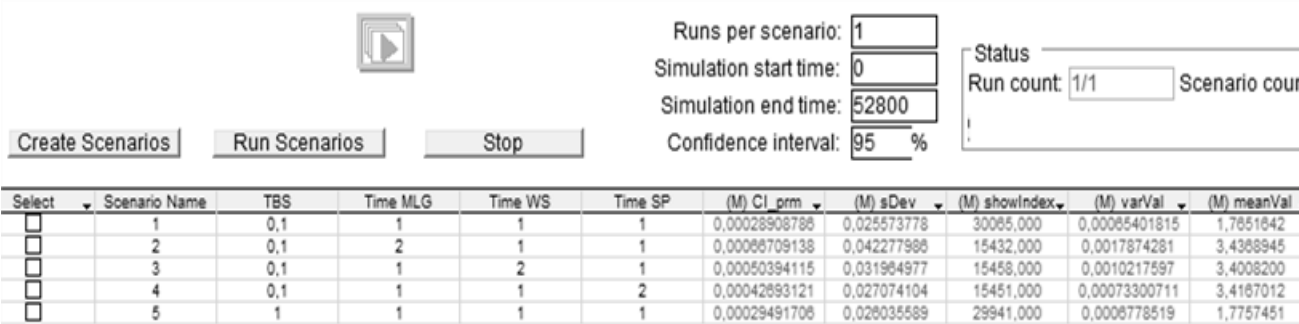 Runs per scenario: 1
Simulation start time: 0
Simulation end time: 52800
Confidence interval: 95 %
Status
Run count: 1/1 Scenario cour
Create Scenarios Run Scenarios Stop
Select Scenario Name TBS Time MLG Time WS Time SP (M) CI_prm (M) sDev (M) showIndex (M) varVal (M) meanVal
1 0,1 1 1 1 0,00028908786 0,025573778 30065,000 0,00065401815 1,7651642
2 0,1 2 1 1 0,00066709138 0,042277986 15432,000 0,0017874281 3,4368945
3 0,1 1 2 1 0,00050394115 0,031964977 15458,000 0,0010217597 3,4008200
4 0,1 1 1 2 0,00042693121 0,027074104 15451,000 0,00073300711 3,4167012
5 1 1 1 1 0,00029491706 0,026035589 29941,000 0,0006778519 1,7757451